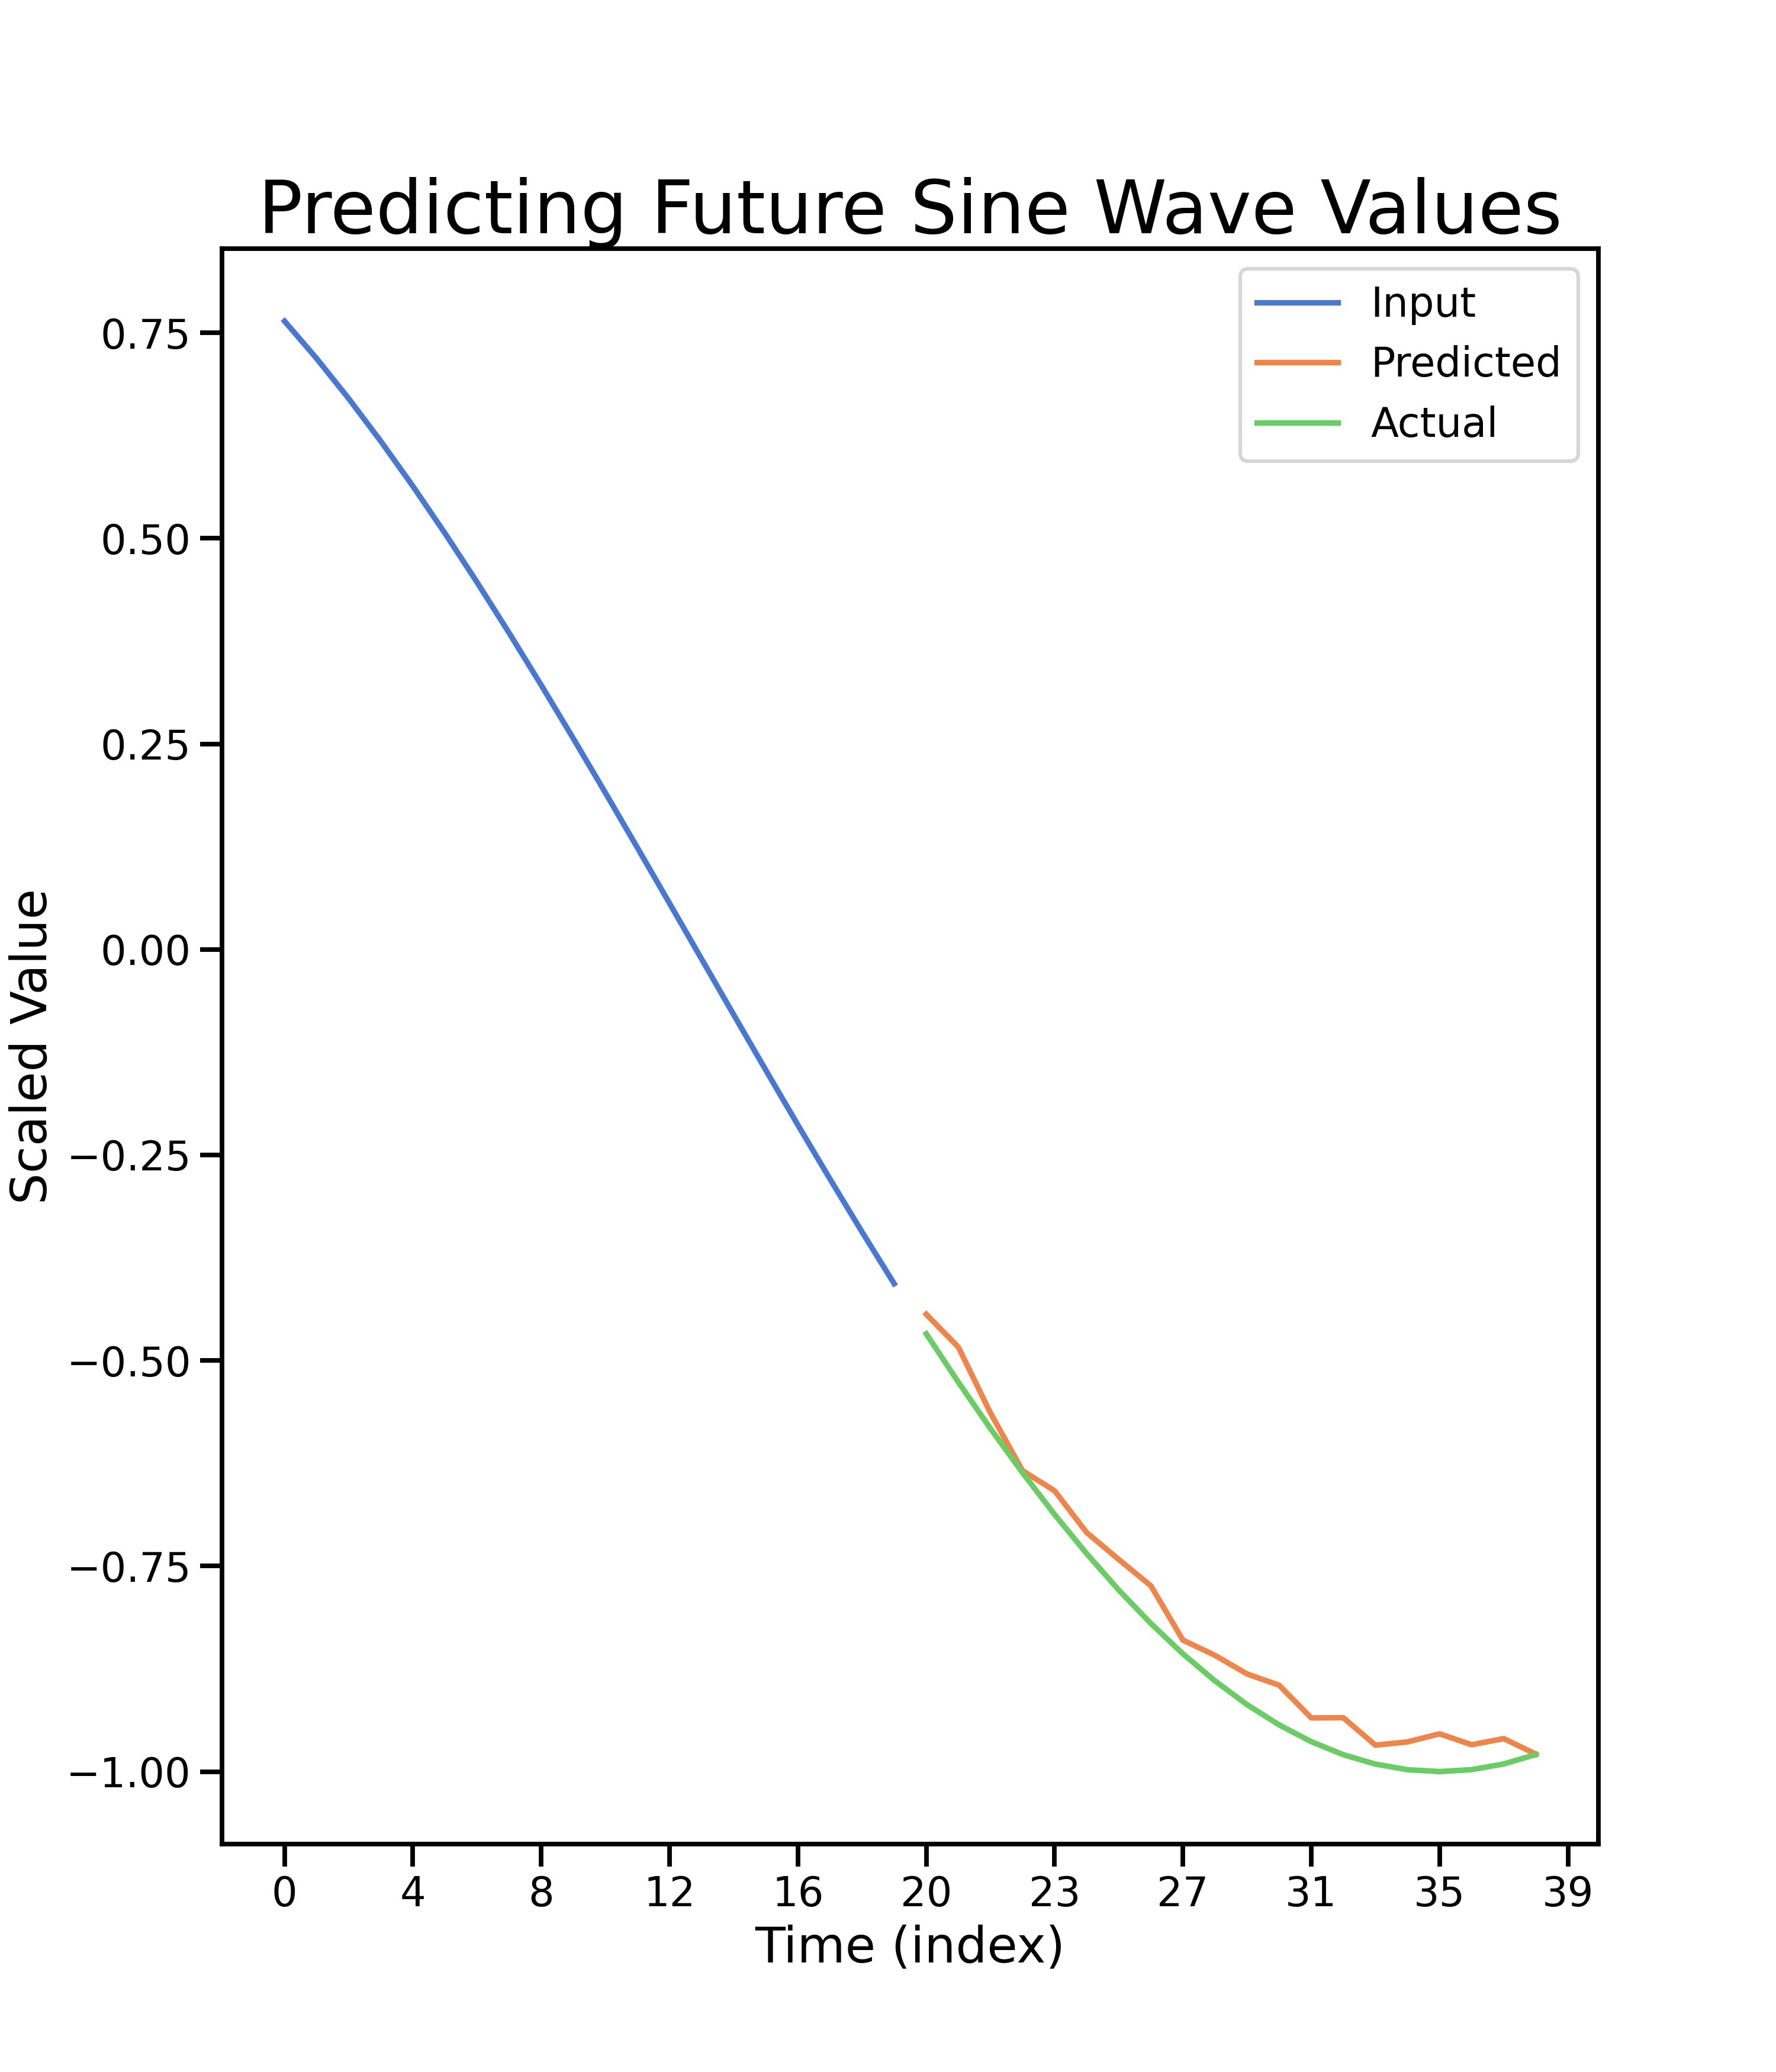 Predicting Future Sine Wave Values
Input
Predicted
Actual
0.75
0.50
0.25
0.00
−0.25
−0.50
−0.75
−1.00
Scaled Value
0 4 8 12 16 20 23 27 31 35 39
Time (index)